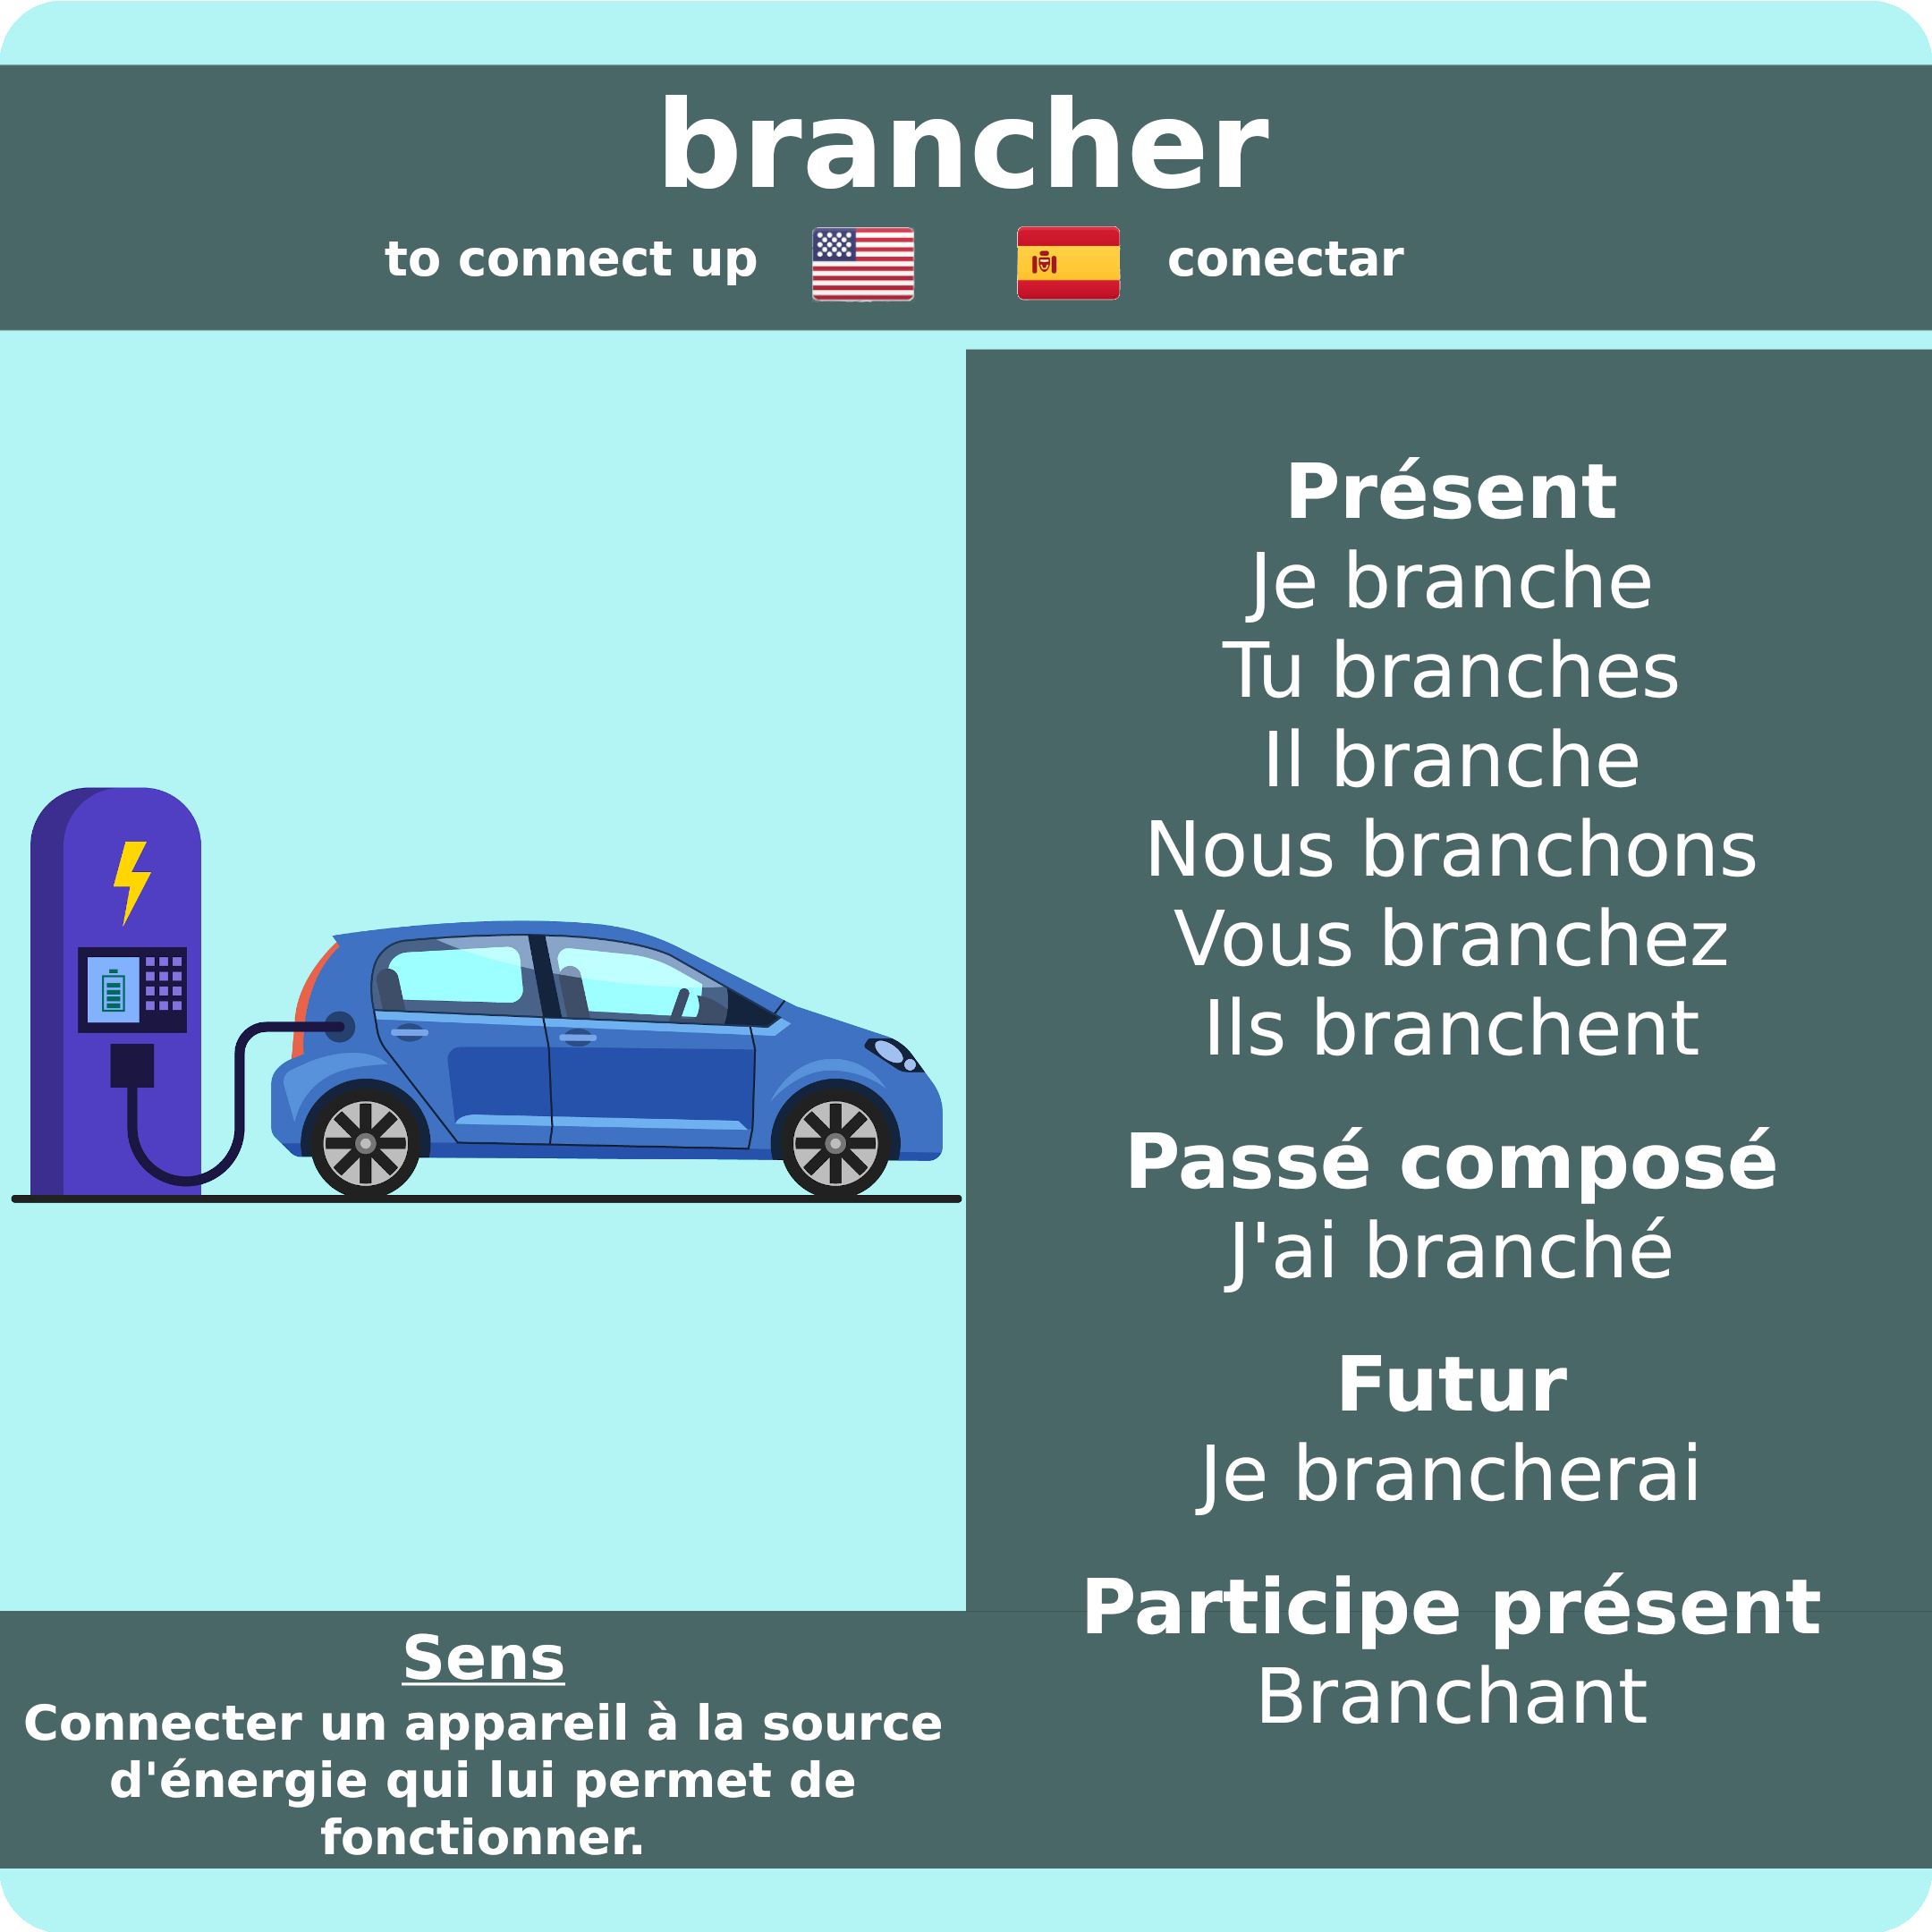 brancher
to connect up
conectar
Présent
Je branche
Tu branches
Il branche
Nous branchons
Vous branchez
Ils branchent
Passé composé
J'ai branché
Futur
Je brancherai
Participe présent
Branchant
Sens
Connecter un appareil à la source
d'énergie qui lui permet de
fonctionner.